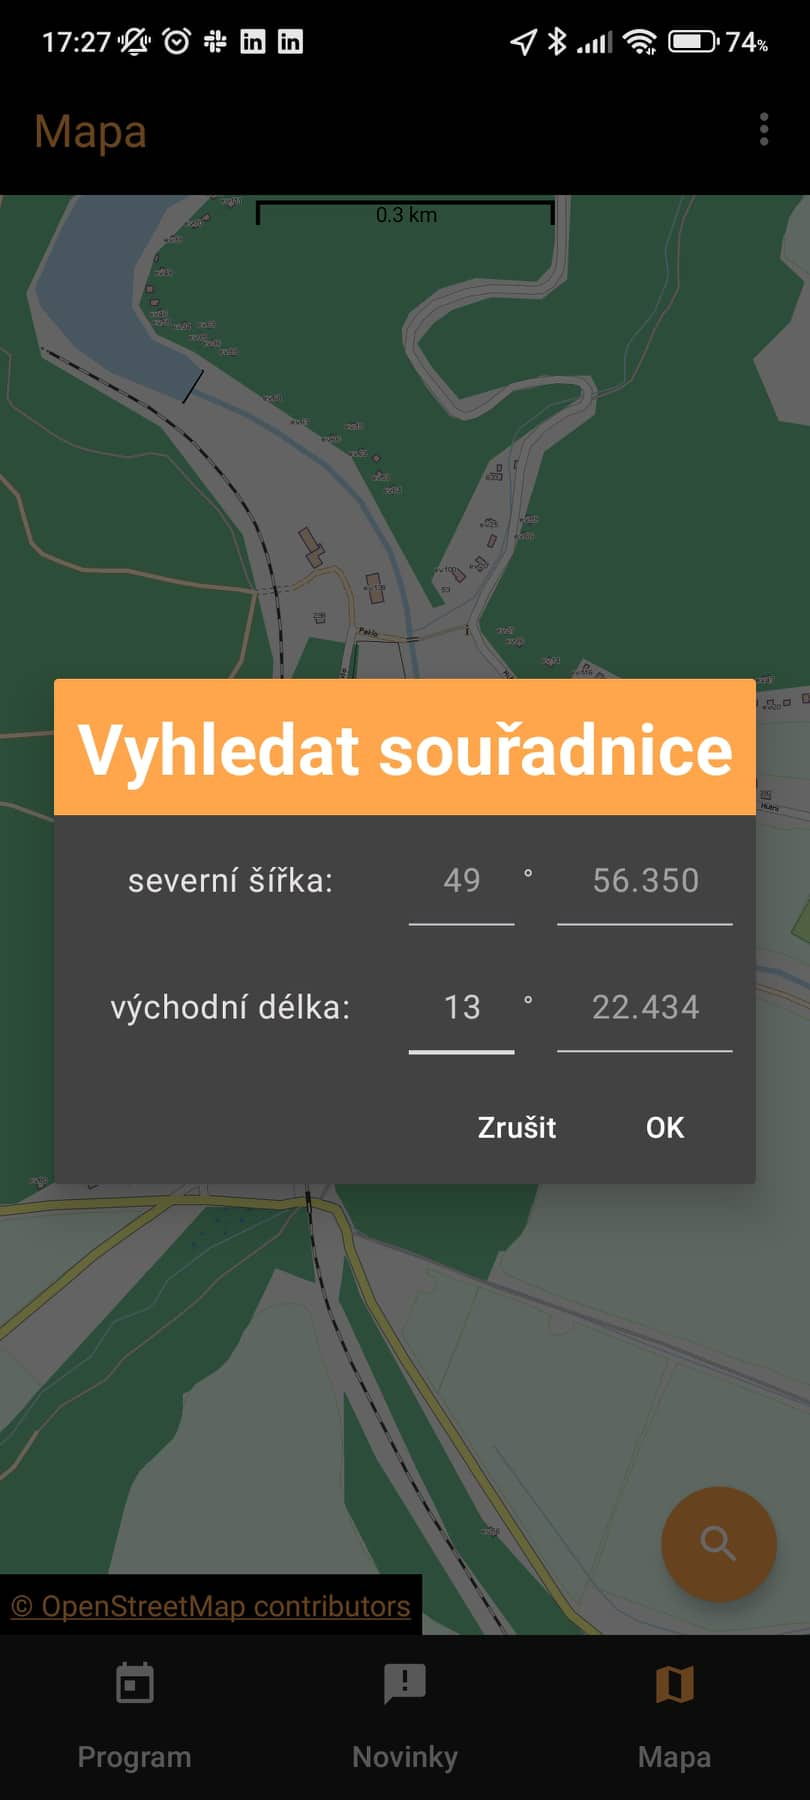 17:27 74%
Mapa
0.3 km
Peklo
Vyhledat souřadnice
severní šířka: 49 ° 56.350
východní délka: 13 ° 22.434
Zrušit OK
© OpenStreetMap contributors
Program Novinky Mapa